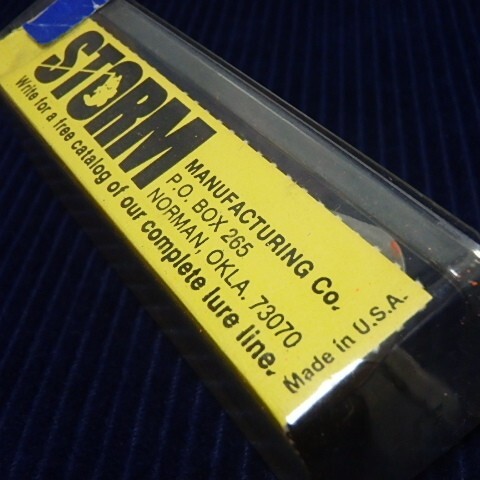 STORM
MANUFACTURING Co.
P.O. BOX 265
NORMAN, OKLA. 73070
Write for a free catalog of our complete lure line.
Made in U.S.A.